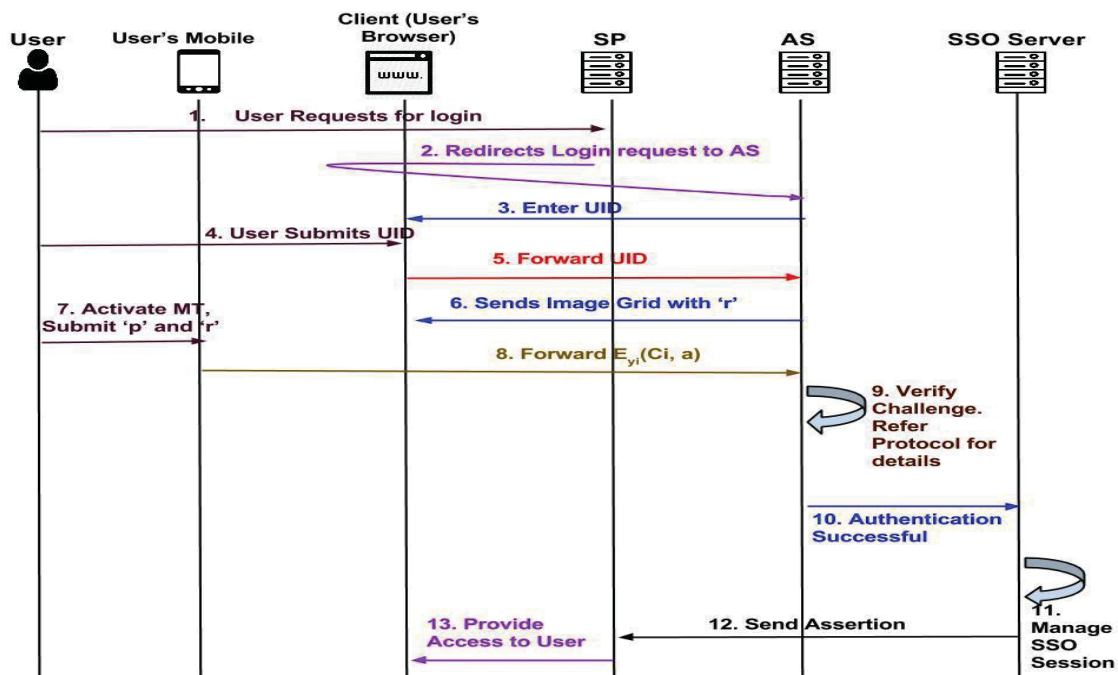 User
User's Mobile
Client (User's
Browser)
SP
AS
SSO Server
www.
1. User Requests for login
2. Redirects Login request to AS
3. Enter UID
4. User Submits UID
5. Forward UID
6. Sends Image Grid with ‘r’
7. Activate MT,
Submit ‘p’ and ‘r’
8. Forward E_yi(Ci, a)
9. Verify
Challenge.
Refer
Protocol for
details
10. Authentication
Successful
11.
Manage
SSO
Session
12. Send Assertion
13. Provide
Access to User